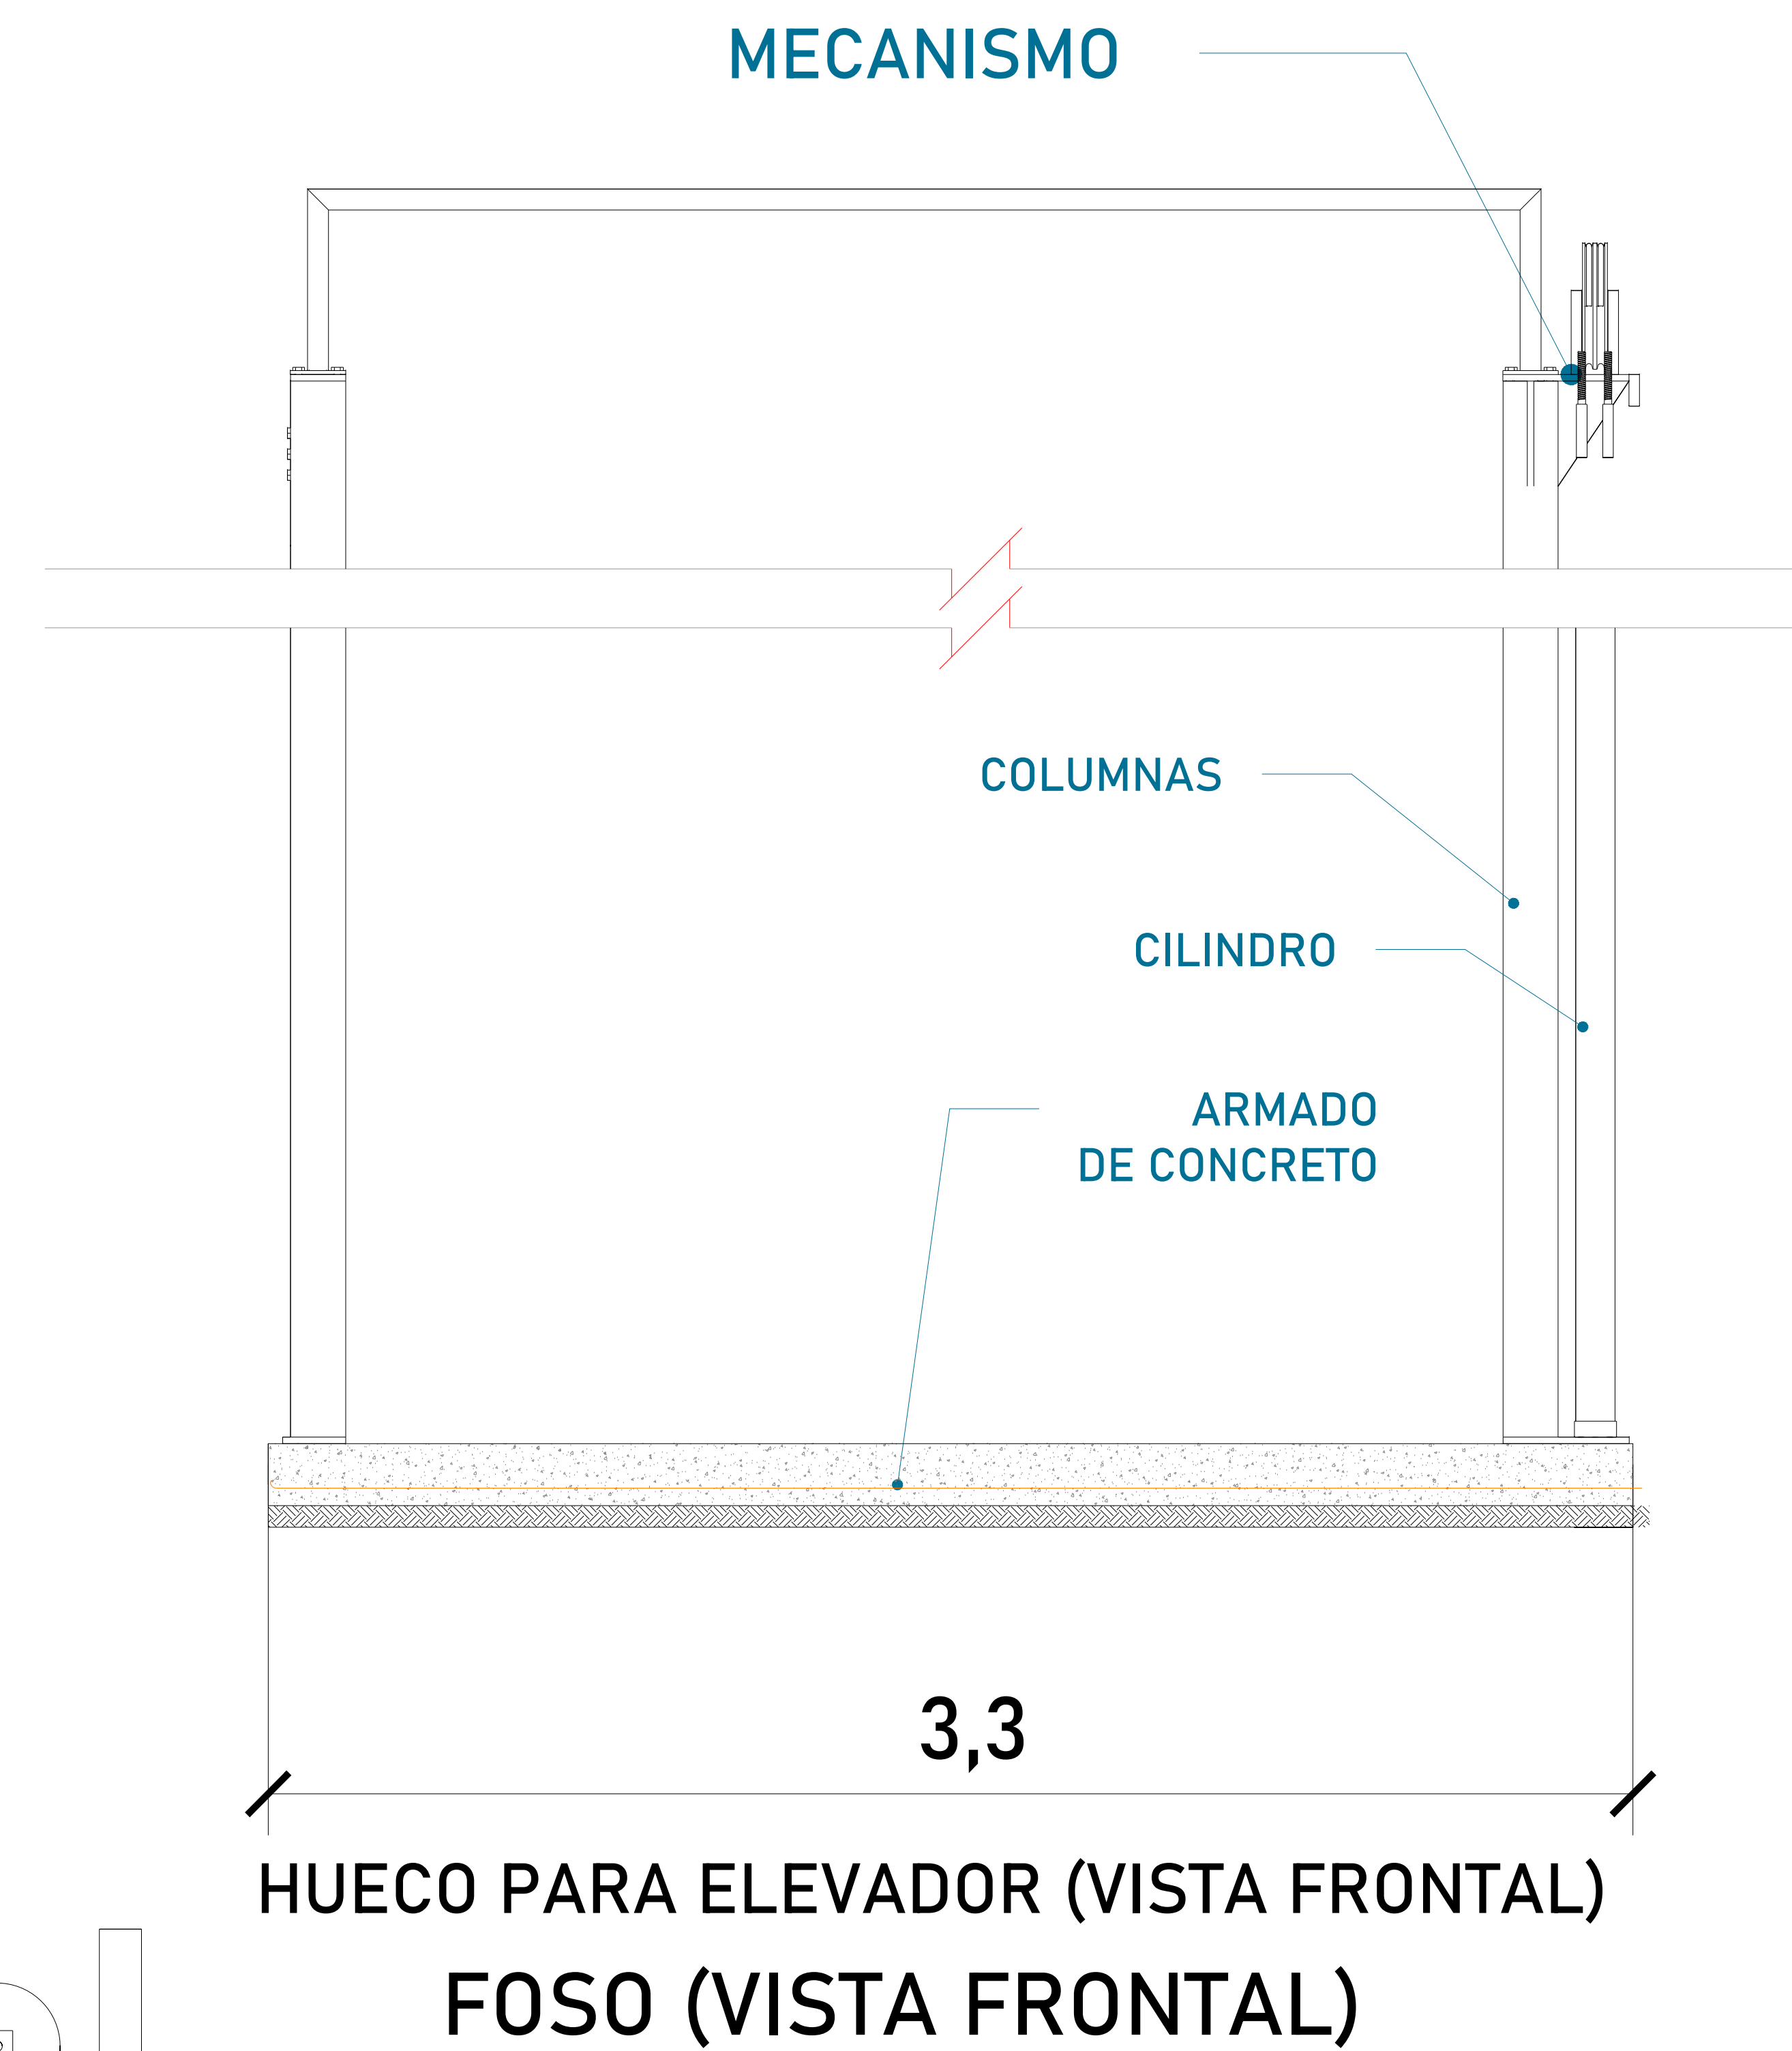 MECANISMO
COLUMNAS
CILINDRO
ARMADO
DE CONCRETO
3,3
HUECO PARA ELEVADOR (VISTA FRONTAL)
FOSO (VISTA FRONTAL)